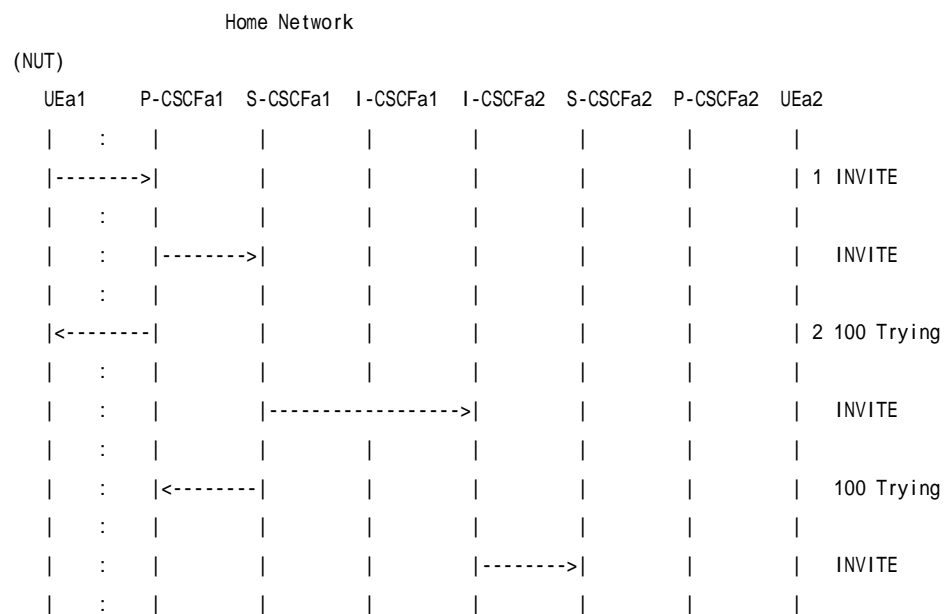 Home Network
(NUT)
UEa1 P-CSCFa1 S-CSCFa1 I-CSCFa1 I-CSCFa2 S-CSCFa2 P-CSCFa2 UEa2
| : | | | | | | |
|-------->| | | | | | | 1 INVITE
| : | | | | | | |
| : |-------->| | | | | | INVITE
| : | | | | | | |
|<--------| | | | | | | 2 100 Trying
| : | | | | | | |
| : | |------------------>| | | | INVITE
| : | | | | | | |
| : |<--------| | | | | | 100 Trying
| : | | | | | | |
| : | | | |-------->| | | INVITE
| : | | | | | | |